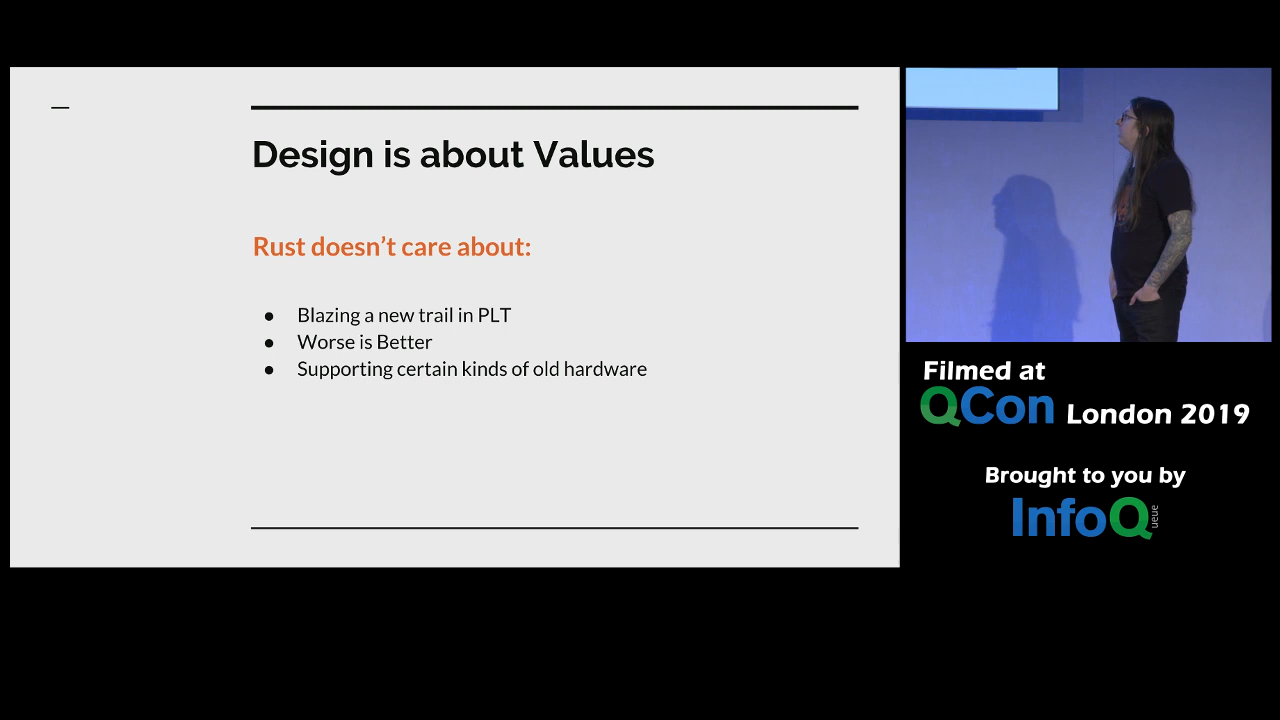 Design is about Values
Rust doesn’t care about:
● Blazing a new trail in PLT
● Worse is Better
● Supporting certain kinds of old hardware
Filmed at
QCon London 2019
Brought to you by
InfoQ
ueue